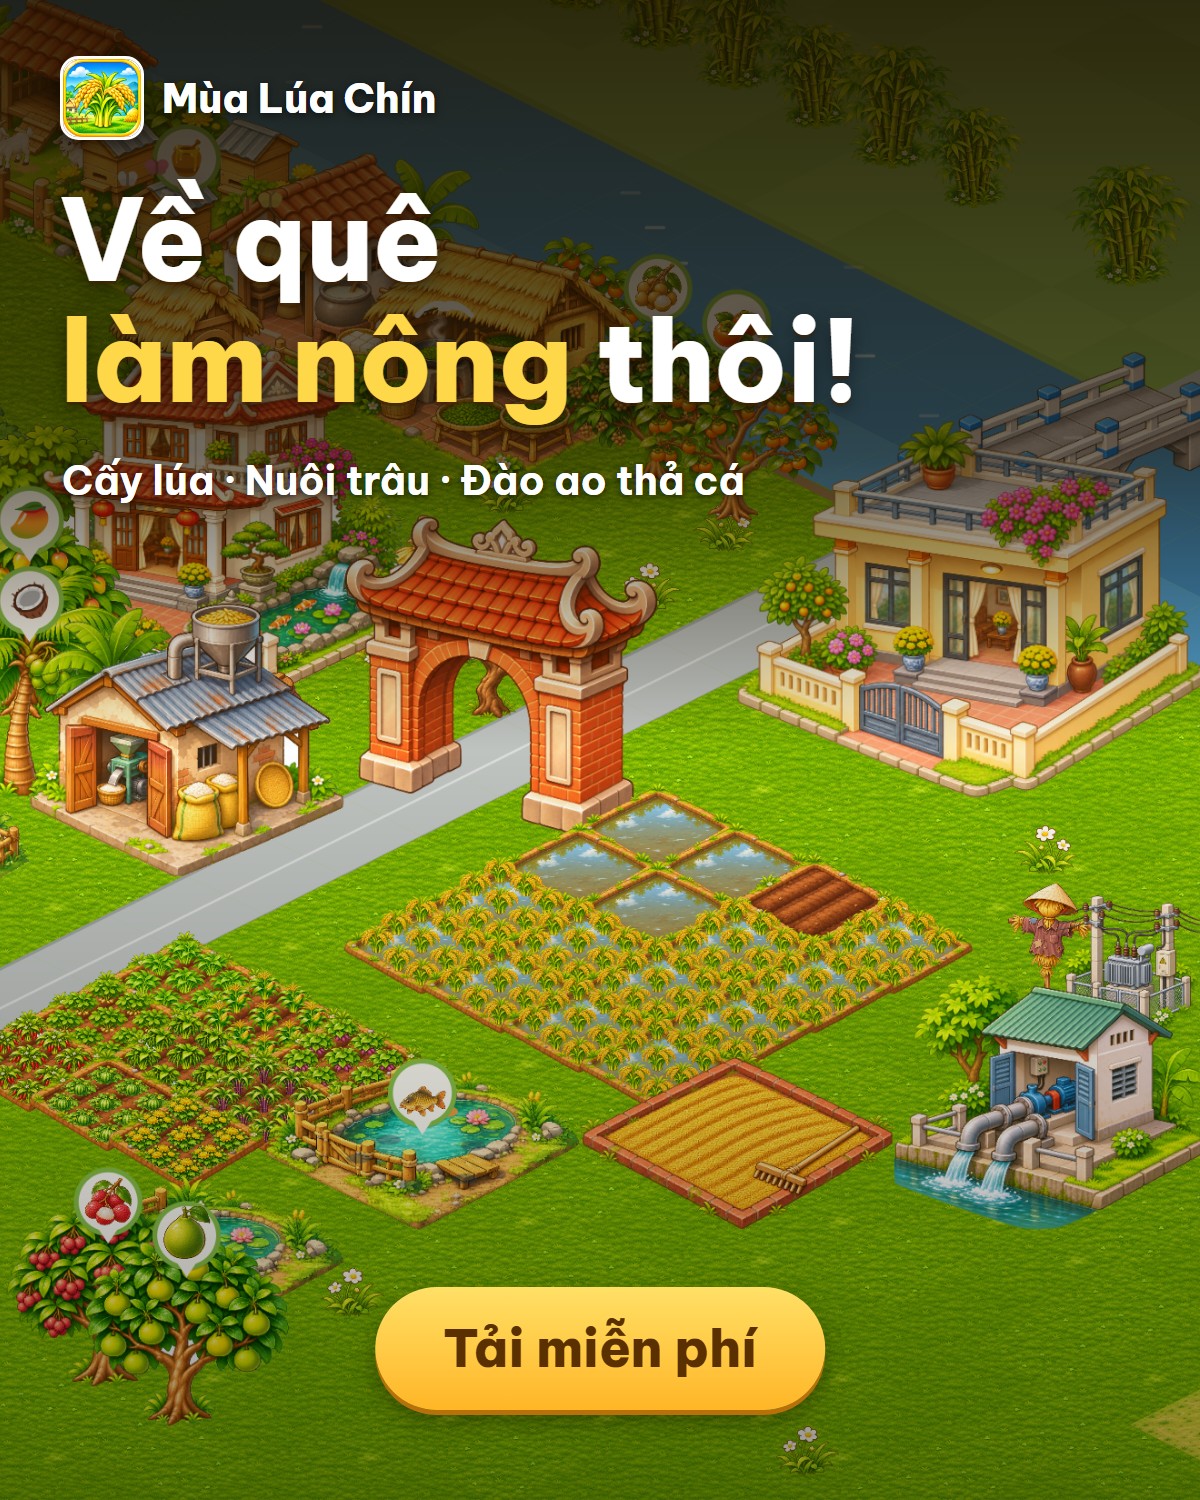 Mùa Lúa Chín
Về quê
làm nông thôi!
Cấy lúa · Nuôi trâu · Đào ao thả cá
Tải miễn phí